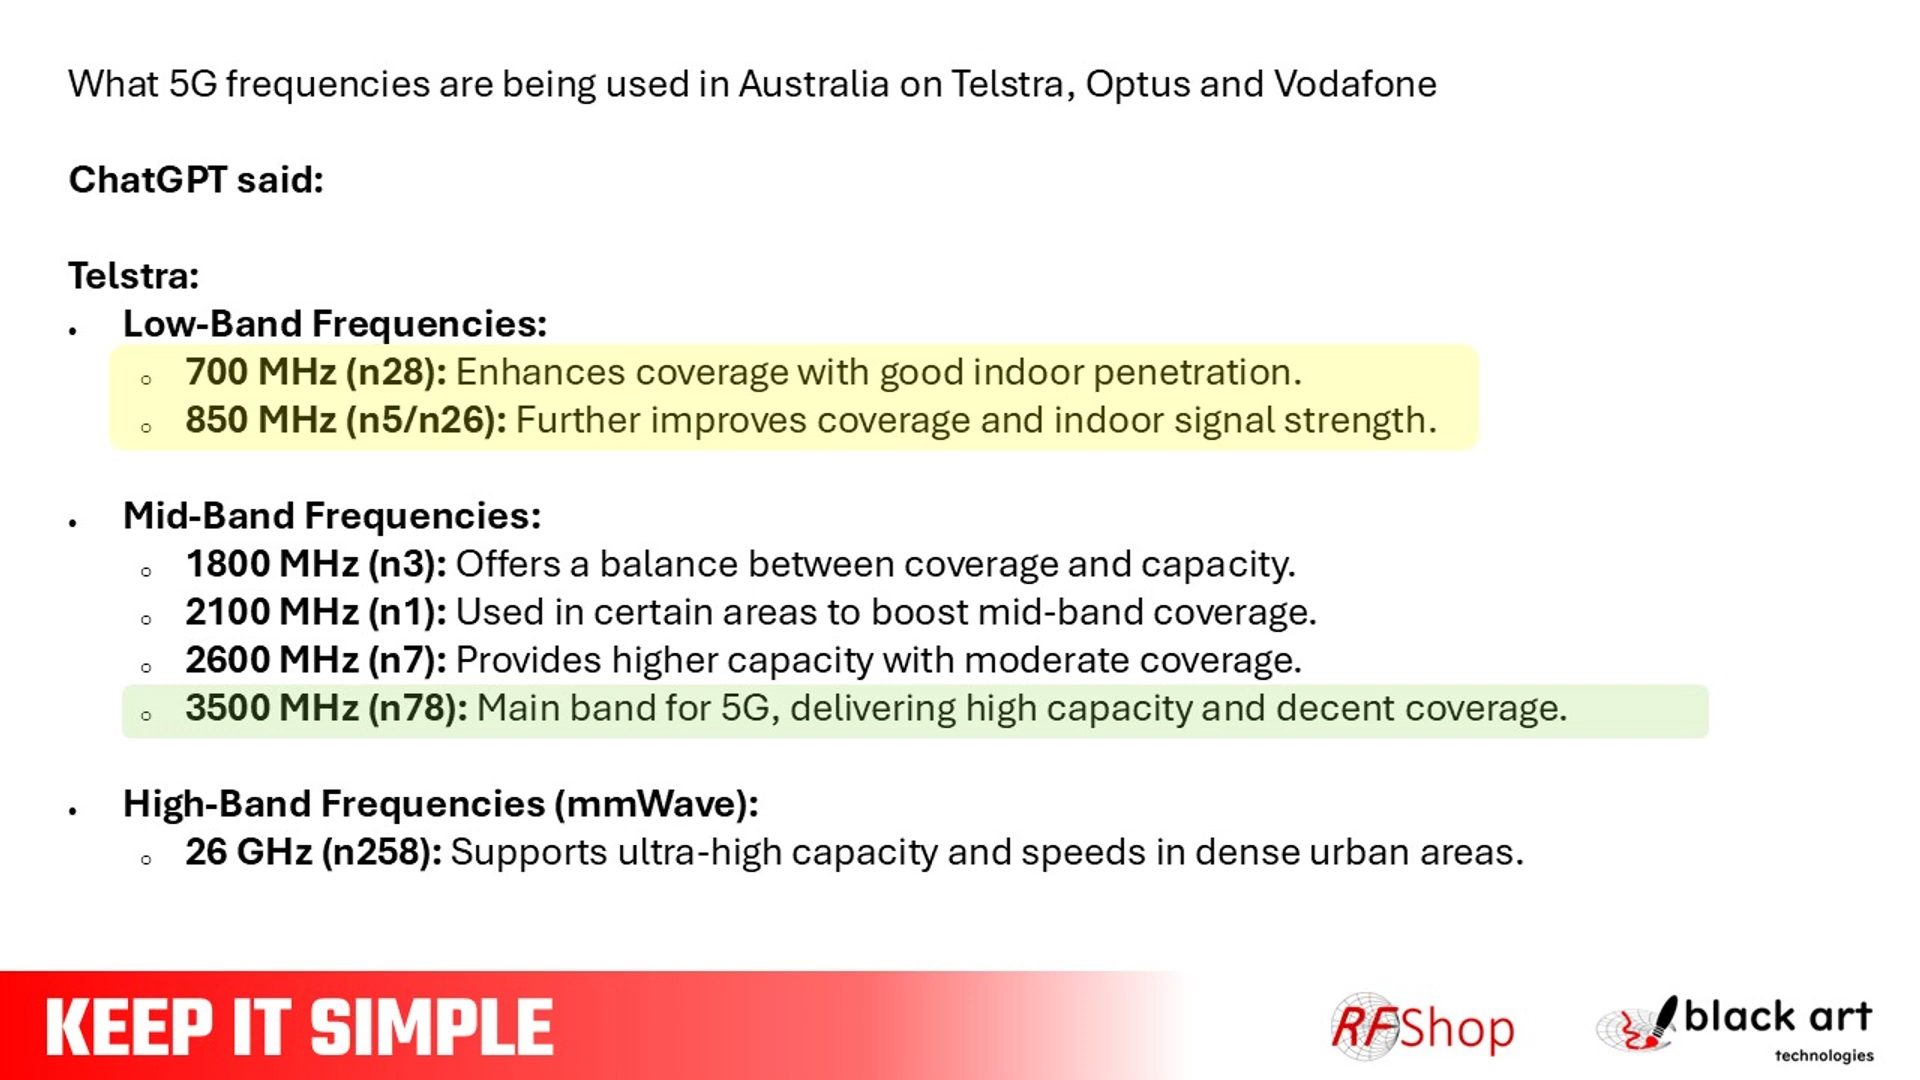 What 5G frequencies are being used in Australia on Telstra, Optus and Vodafone
ChatGPT said:
Telstra:
• Low-Band Frequencies:
○ 700 MHz (n28): Enhances coverage with good indoor penetration.
○ 850 MHz (n5/n26): Further improves coverage and indoor signal strength.
• Mid-Band Frequencies:
○ 1800 MHz (n3): Offers a balance between coverage and capacity.
○ 2100 MHz (n1): Used in certain areas to boost mid-band coverage.
○ 2600 MHz (n7): Provides higher capacity with moderate coverage.
○ 3500 MHz (n78): Main band for 5G, delivering high capacity and decent coverage.
• High-Band Frequencies (mmWave):
○ 26 GHz (n258): Supports ultra-high capacity and speeds in dense urban areas.
KEEP IT SIMPLE
RFShop
black art
technologies